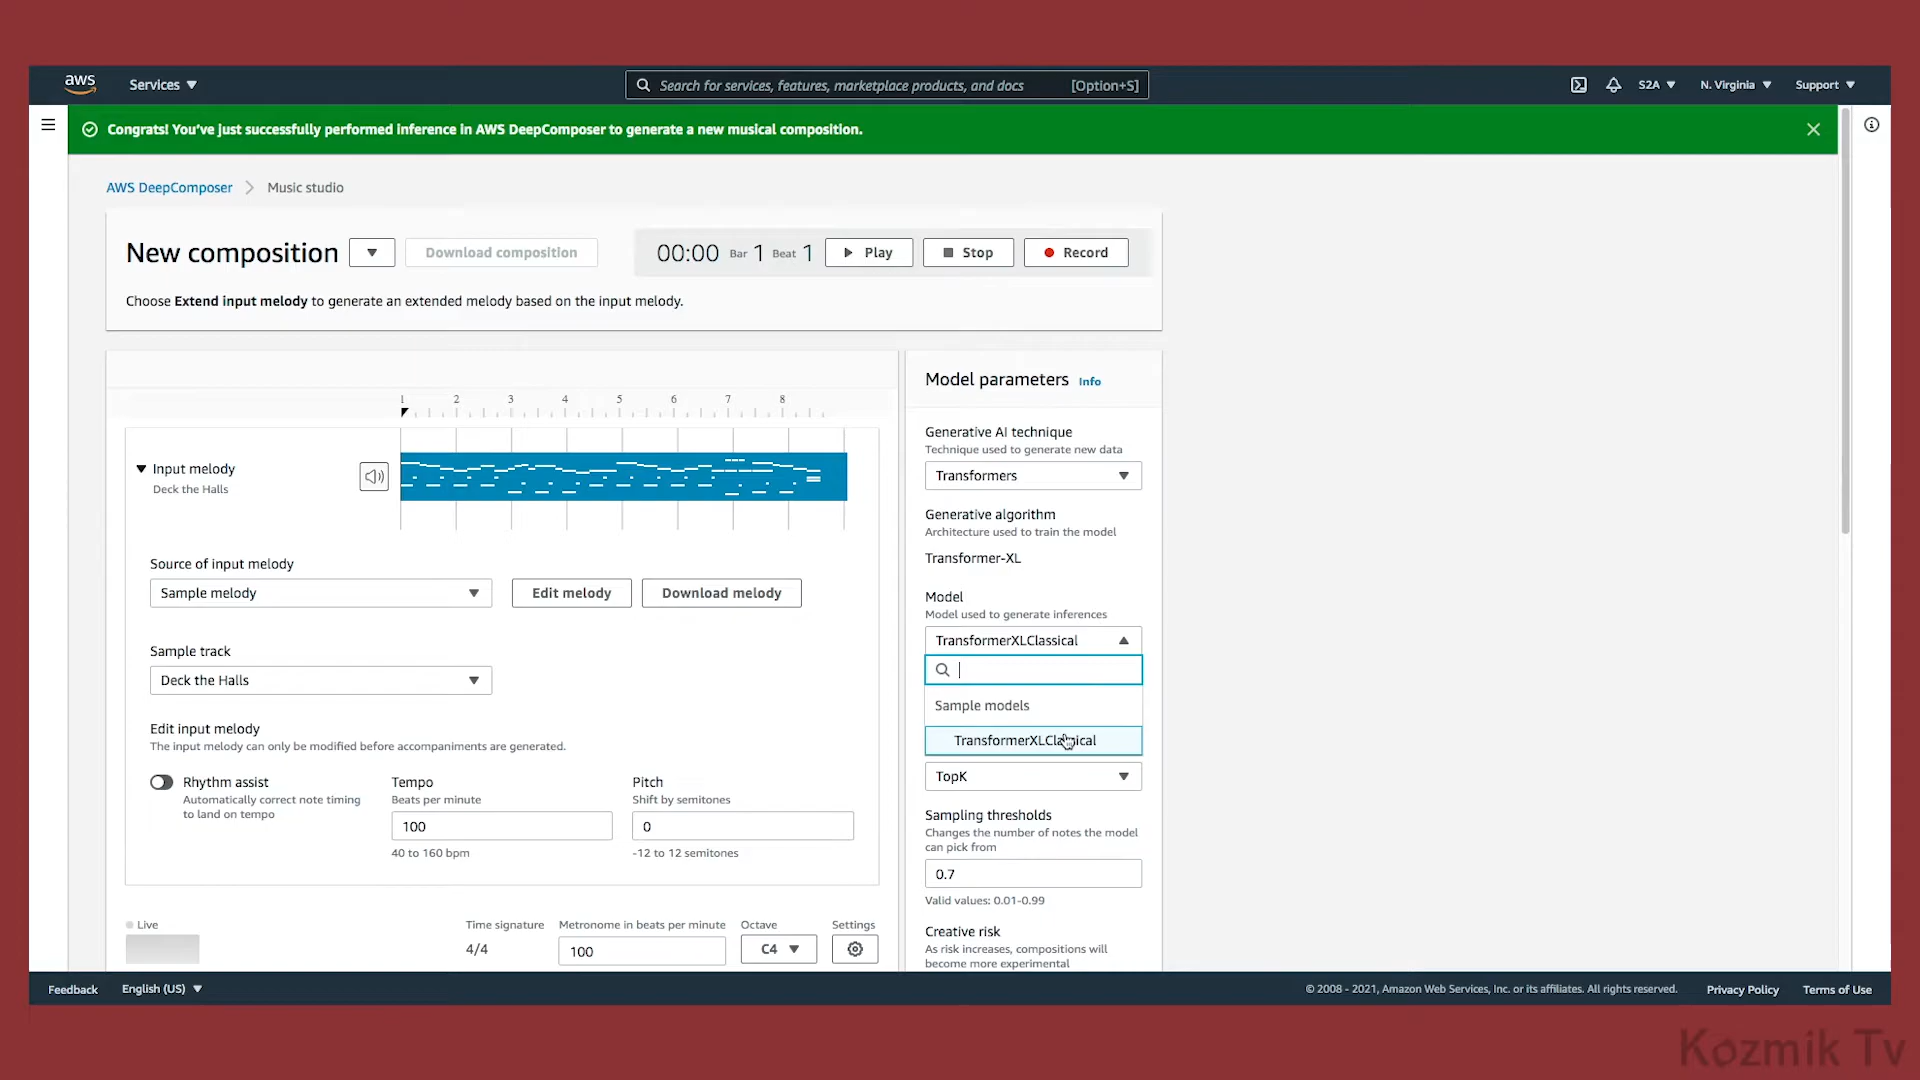 aws
Services
Search for services, features, marketplace products, and docs [Option+S]
S2A
N. Virginia
Support
Congrats! You've just successfully performed inference in AWS DeepComposer to generate a new musical composition.
AWS DeepComposer
Music studio
New composition
Download composition
00:00 Bar 1 Beat 1
Play
Stop
Record
Choose Extend input melody to generate an extended melody based on the input melody.
1 2 3 4 5 6 7 8
Input melody
Deck the Halls
Source of input melody
Sample melody
Edit melody
Download melody
Sample track
Deck the Halls
Edit input melody
The input melody can only be modified before accompaniments are generated.
Rhythm assist
Automatically correct note timing
to land on tempo
Tempo
Beats per minute
100
40 to 160 bpm
Pitch
Shift by semitones
0
-12 to 12 semitones
Live
Time signature
4/4
Metronome in beats per minute
100
Octave
C4
Settings
Model parameters Info
Generative AI technique
Technique used to generate new data
Transformers
Generative algorithm
Architecture used to train the model
Transformer-XL
Model
Model used to generate inferences
TransformerXLClassical
Sample models
TransformerXLClassical
TopK
Sampling thresholds
Changes the number of notes the model
can pick from
0.7
Valid values: 0.01-0.99
Creative risk
As risk increases, compositions will
become more experimental
Feedback
English (US)
© 2008 - 2021, Amazon Web Services, Inc. or its affiliates. All rights reserved.
Privacy Policy
Terms of Use
Kozmik Tv